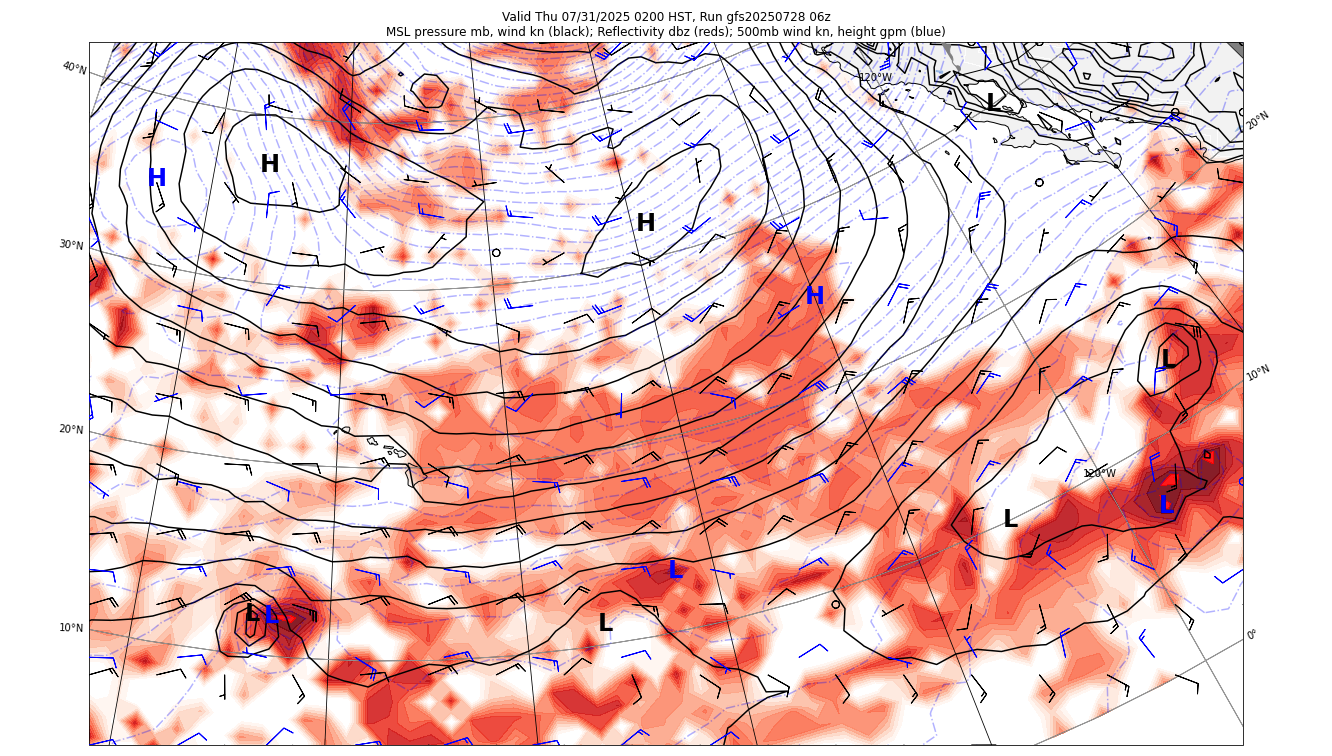 Valid Thu 07/31/2025 0200 HST, Run gfs20250728 06z
MSL pressure mb, wind kn (black); Reflectivity dbz (reds); 500mb wind kn, height gpm (blue)
40°N
120°W
L
20°N
H
H
H
30°N
H
L
10°N
20°N
120°W
L
L
L
10°N
L
L
L
0°